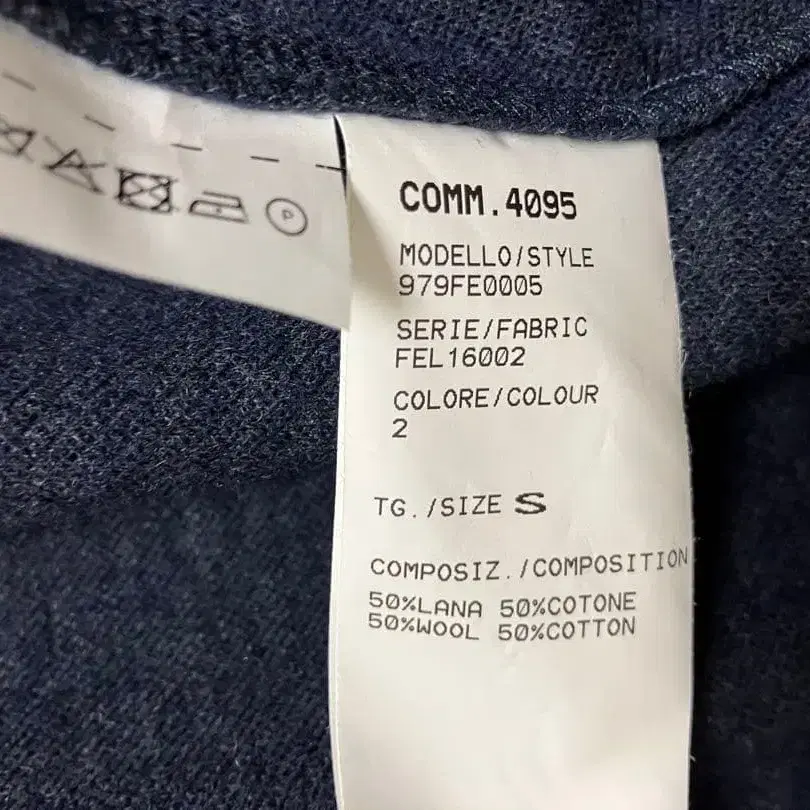 P
COMM.4095
MODELLO/STYLE
979FE0005
SERIE/FABRIC
FEL16002
COLORE/COLOUR
2
TG./SIZE S
COMPOSIZ./COMPOSITION
50%LANA 50%COTONE
50%WOOL 50%COTTON